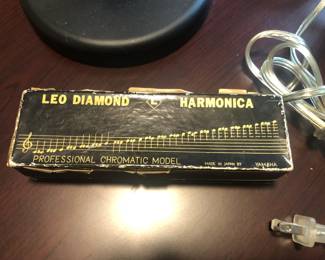 LEO DIAMOND HARMONICA
PROFESSIONAL CHROMATIC MODEL MADE IN JAPAN BY YAMAHA